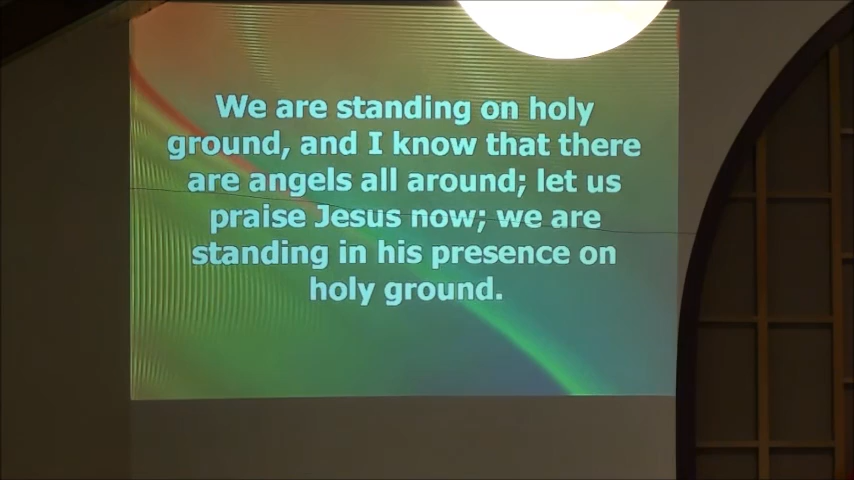 We are standing on holy
ground, and I know that there
are angels all around; let us
praise Jesus now; we are
standing in his presence on
holy ground.